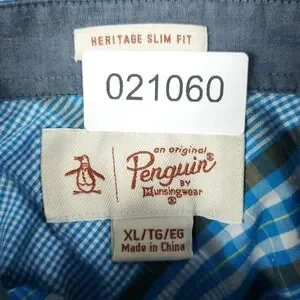 HERITAGE SLIM FIT
021060
an original
Penguin®
BY
Munsingwear
®
XL/TG/EG
Made in China